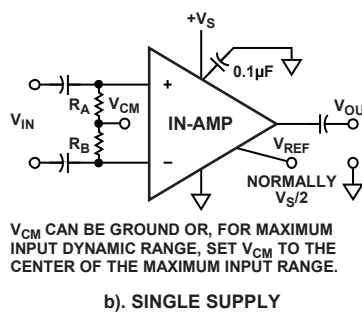 +VS
0.1µF
RA
VCM
+
VIN
IN-AMP
VOU
RB
VREF
–
NORMALLY
VS/2
VCM CAN BE GROUND OR, FOR MAXIMUM
INPUT DYNAMIC RANGE, SET VCM TO THE
CENTER OF THE MAXIMUM INPUT RANGE.
b). SINGLE SUPPLY